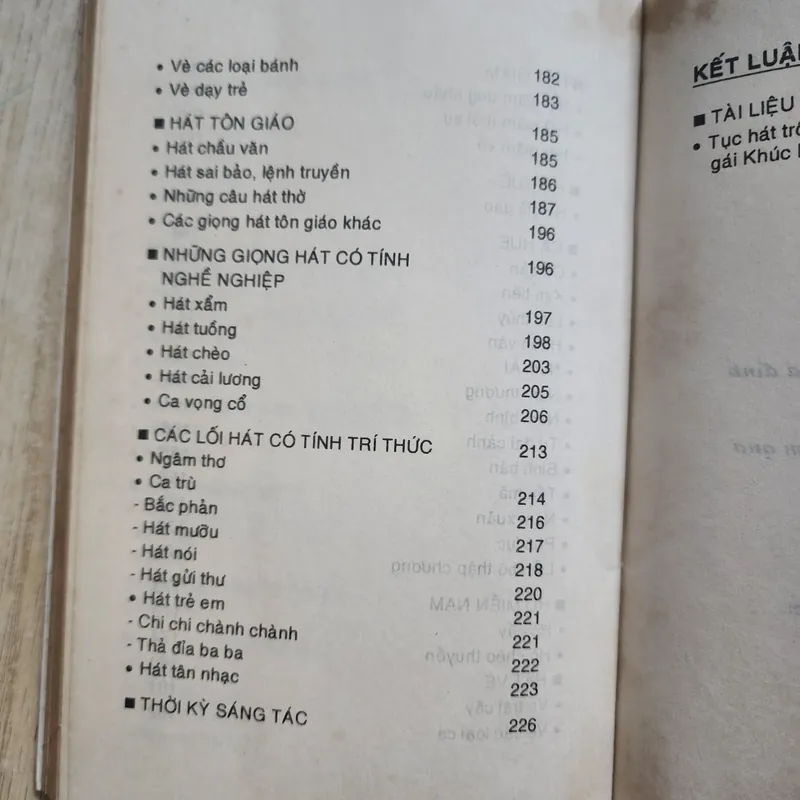 • Vè các loại bánh 182
• Vè dạy trẻ 183
■ HÁT TÔN GIÁO 185
• Hát chầu văn 185
• Hát sai bảo, lệnh truyền 186
• Những câu hát thờ 187
• Các giọng hát tôn giáo khác 196
■ NHỮNG GIỌNG HÁT CÓ TÍNH
NGHỀ NGHIỆP 196
• Hát xẩm 197
• Hát tuồng 198
• Hát chèo 203
• Hát cải lương 205
• Ca vọng cổ 206
■ CÁC LỐI HÁT CÓ TÍNH TRÍ THỨC 213
• Ngâm thơ
• Ca trù 214
- Bắc phản 216
- Hát mưỡu 217
- Hát nói 218
- Hát gửi thư 220
• Hát trẻ em 221
- Chi chi chành chành 221
- Thả đỉa ba ba 222
• Hát tân nhạc 223
■ THỜI KỲ SÁNG TÁC 226
KẾT LUẬN
■ TÀI LIỆU
• Tục hát
gái Khúc